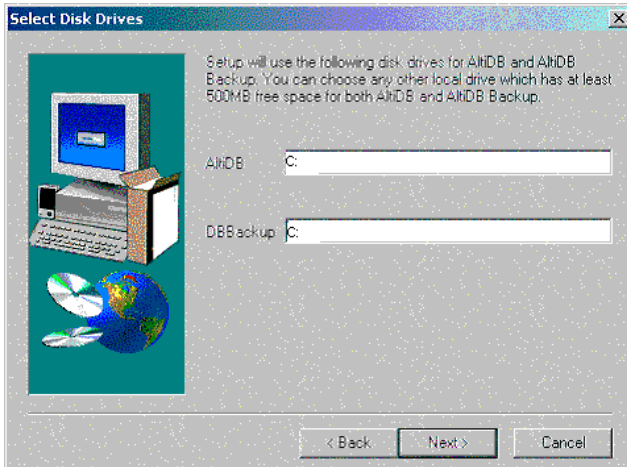 Select Disk Drives
Setup will use the following disk drives for AltiDB and AltiDB
Backup. You can choose any other local drive which has at least
500MB free space for both AltiDB and AltiDB Backup.
AltiDB C:
DBBackup C:
< Back Next > Cancel